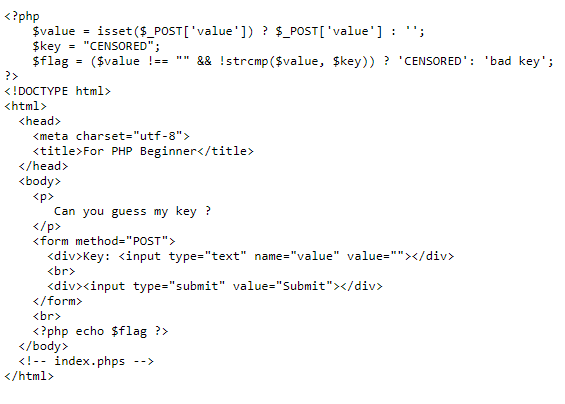 <?php
    $value = isset($_POST['value']) ? $_POST['value'] : '';
    $key = "CENSORED";
    $flag = ($value !== "" && !strcmp($value, $key)) ? 'CENSORED': 'bad key';
?>
<!DOCTYPE html>
<html>
  <head>
    <meta charset="utf-8">
    <title>For PHP Beginner</title>
  </head>
  <body>
    <p>
       Can you guess my key ?
    </p>
    <form method="POST">
      <div>Key: <input type="text" name="value" value=""></div>
      <br>
      <div><input type="submit" value="Submit"></div>
    </form>
    <br>
    <?php echo $flag ?>
  </body>
  <!-- index.phps -->
</html>